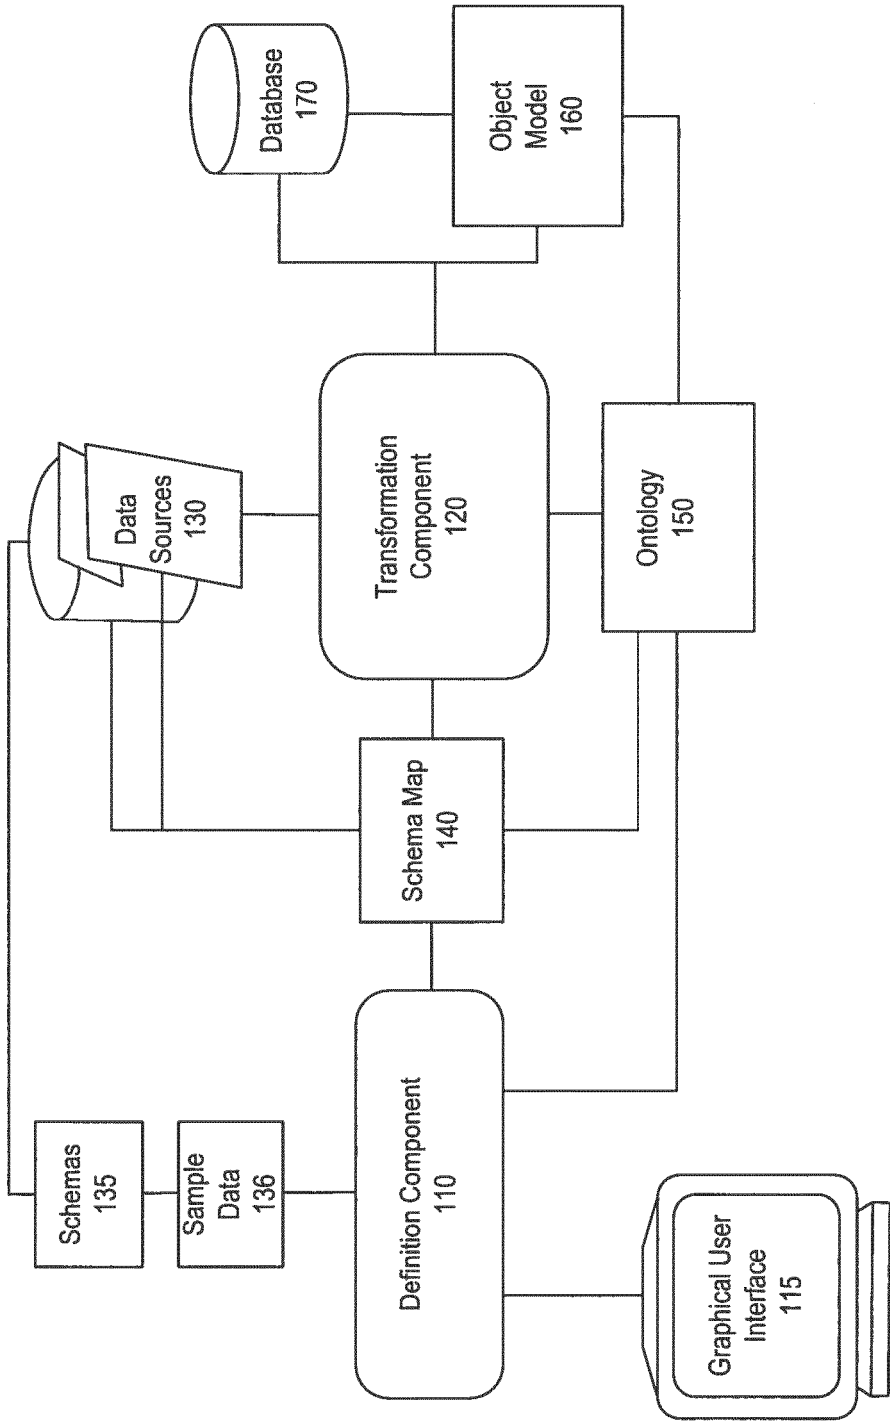 Schemas
135
Sample
Data
136
Definition Component
110
Graphical User
Interface
115
Data
Sources
130
Schema Map
140
Transformation
Component
120
Ontology
150
Database
170
Object
Model
160